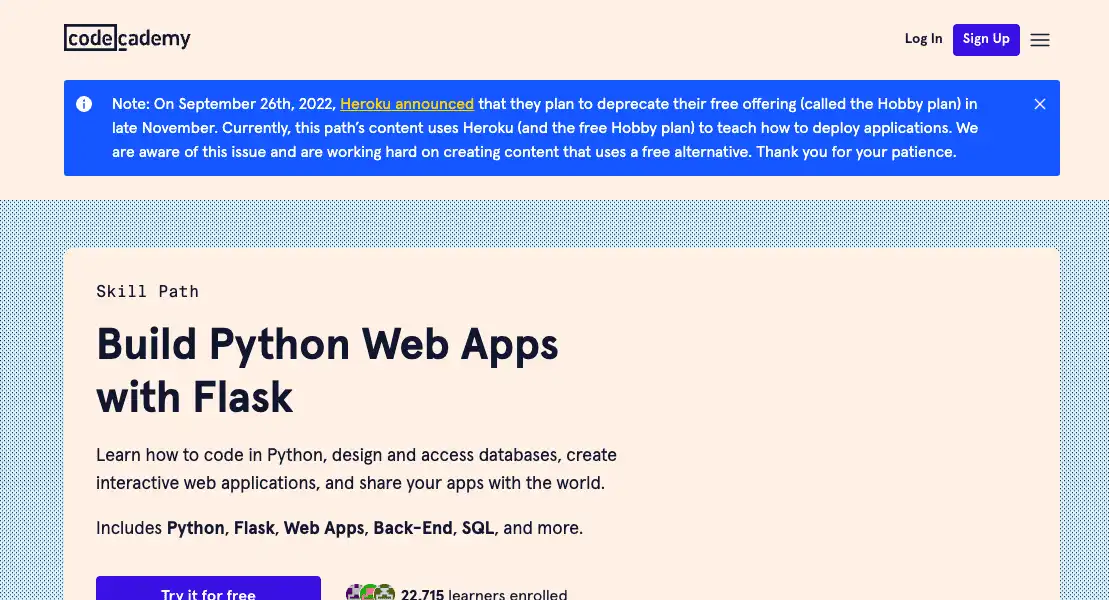 codecademy
Log In
Sign Up
Note: On September 26th, 2022, Heroku announced that they plan to deprecate their free offering (called the Hobby plan) in
late November. Currently, this path's content uses Heroku (and the free Hobby plan) to teach how to deploy applications. We
are aware of this issue and are working hard on creating content that uses a free alternative. Thank you for your patience.
Skill Path
Build Python Web Apps
with Flask
Learn how to code in Python, design and access databases, create
interactive web applications, and share your apps with the world.
Includes Python, Flask, Web Apps, Back-End, SQL, and more.
Try it for free
22,715 learners enrolled